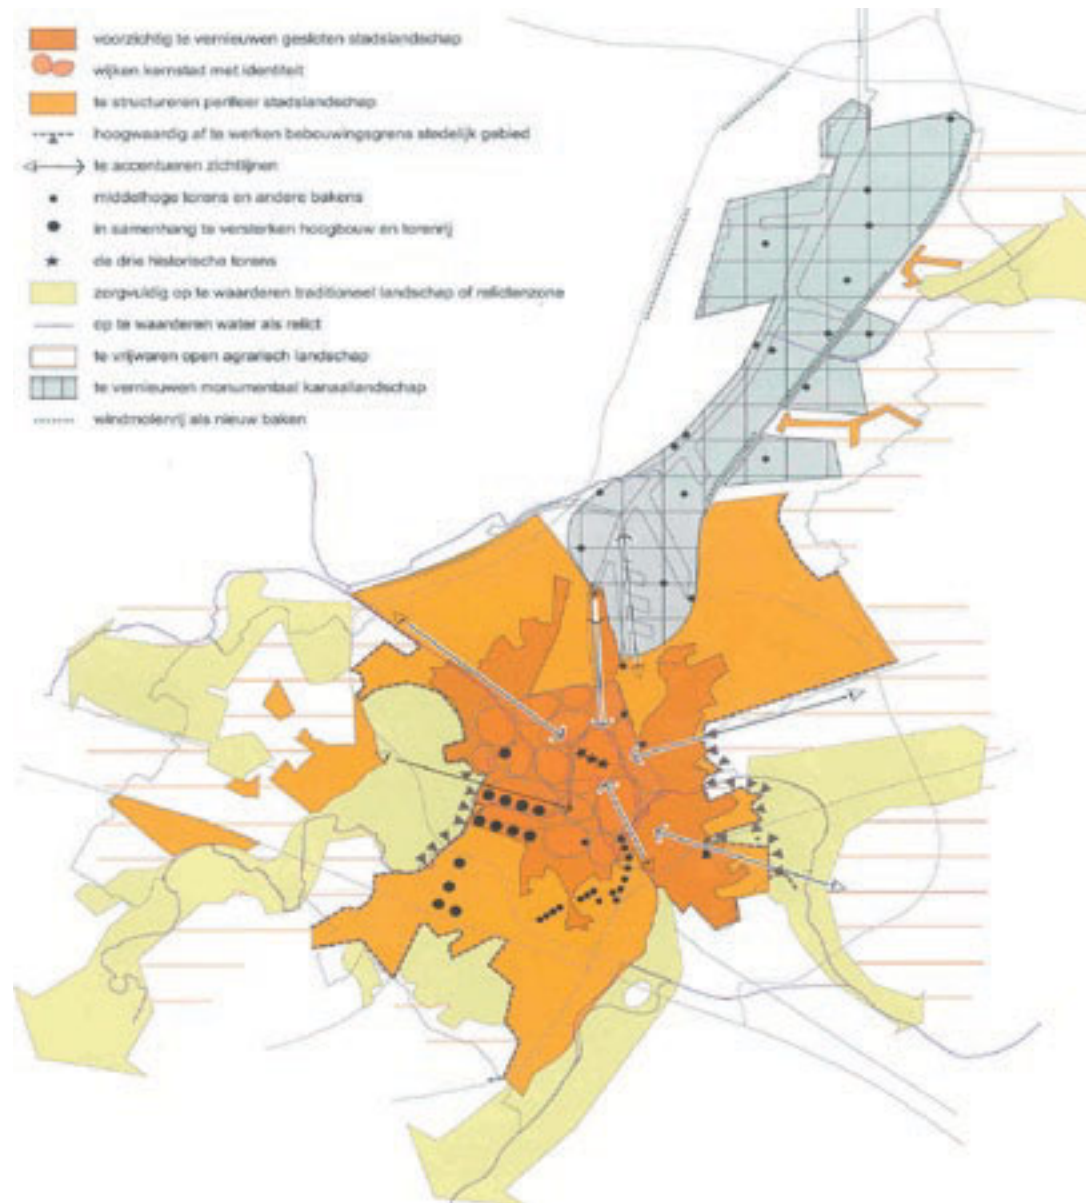 voorzichtig te vernieuwen gesloten stadslandschap
wijken kernstad met identiteit
te structureren perifeer stadslandschap
hoogwaardig af te werken bebouwingsgrens stedelijk gebied
te accentueren zichtlijnen
middelhoge torens en andere bakens
in samenhang te versterken hoogbouw en torenrij
de drie historische torens
zorgvuldig op te waarderen traditioneel landschap of relictenzone
op te waarderen water als relict
te vrijwaren open agrarisch landschap
te vernieuwen monumentaal kanaallandschap
windmolenrij als nieuw baken